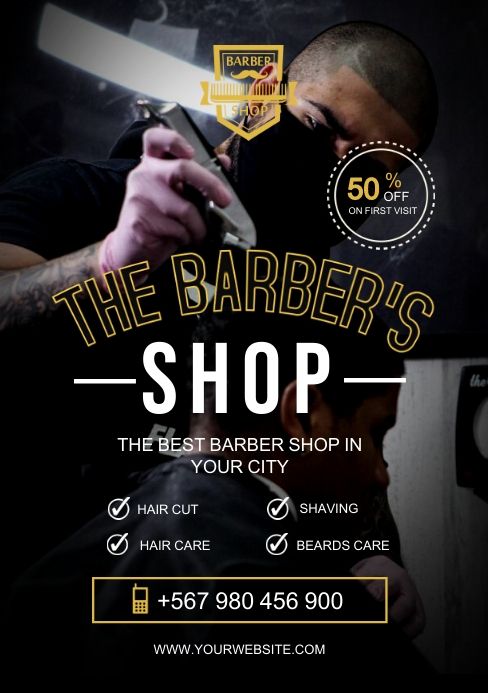 BARBER
SHOP
50 %
OFF
ON FIRST VISIT
THE BARBER'S
SHOP
THE BEST BARBER SHOP IN
YOUR CITY
HAIR CUT
SHAVING
HAIR CARE
BEARDS CARE
+567 980 456 900
WWW.YOURWEBSITE.COM
the